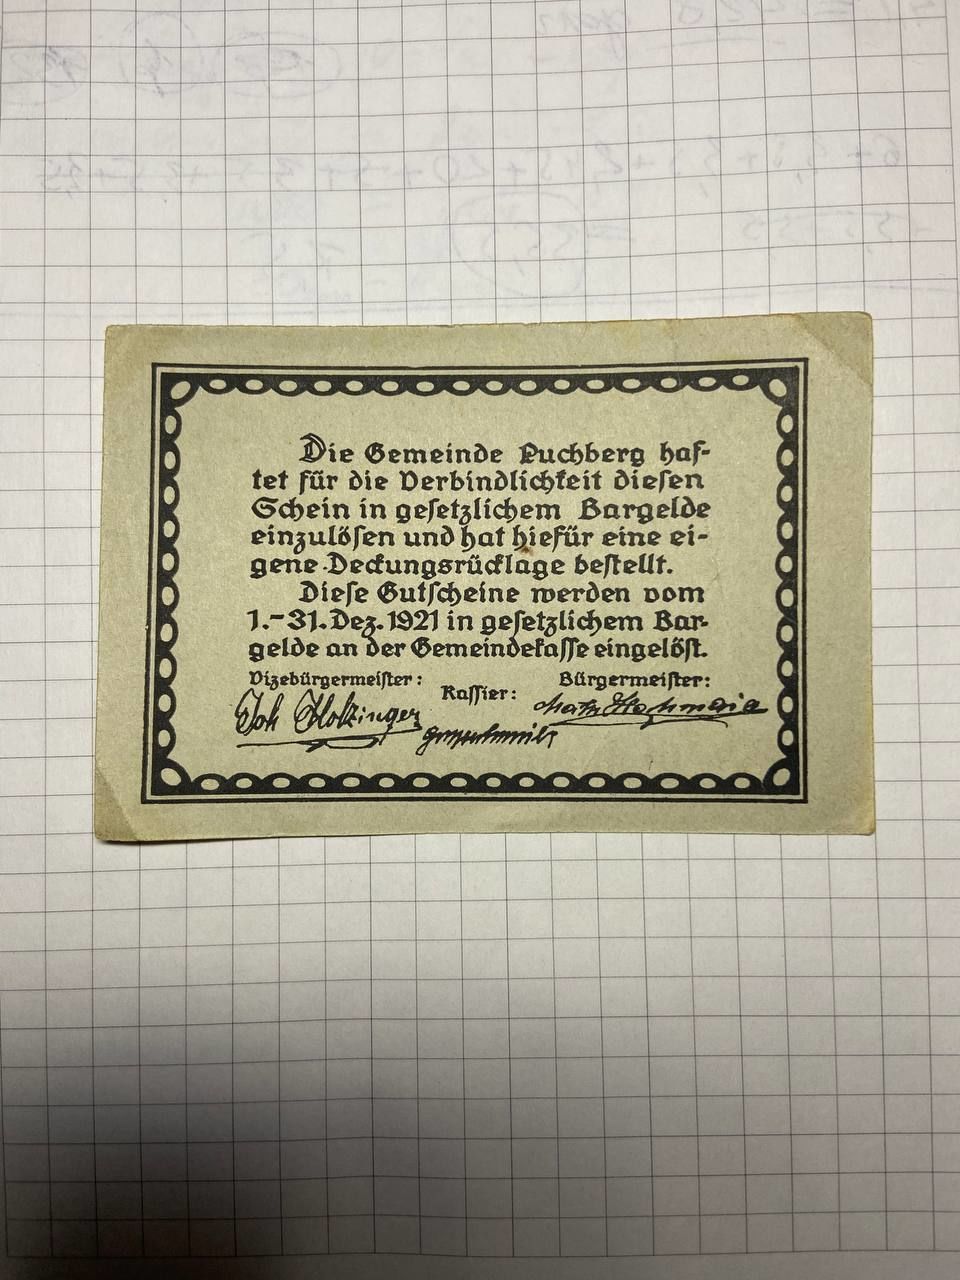 Die Gemeinde Puchberg haf-
tet für die Verbindlichkeit diesen
Schein in gesetzlichem Bargelde
einzulösen und hat hiefür eine ei-
gene Deckungsrücklage bestellt.
Diese Gutscheine werden vom
1.-31. Dez. 1921 in gesetzlichem Bar-
gelde an der Gemeindekasse eingelöst.
Vizebürgermeister: Kassier: Bürgermeister:
Joh Holzinger